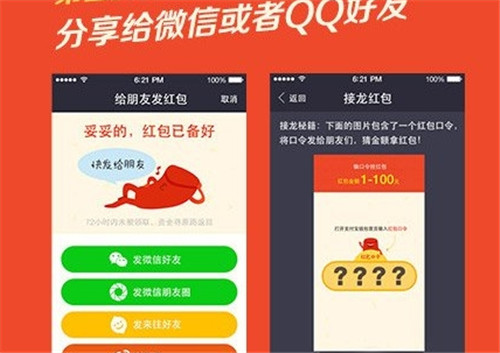 分享给微信或者QQ好友
6:21 PM 100%
给朋友发红包 取消
妥妥的，红包已备好
快发给朋友
72小时内未被领取，资金将原路返回
发微信好友
发微信朋友圈
发来往好友
6:21 PM 100%
返回 接龙红包
接龙秘籍：下面的图片包含了一个红包口令，
将口令发给朋友们，猜金额拿红包！
猜口令抢红包
红包金额 1-100元
打开支付宝钱包首页输入红包口令
红包口令
????